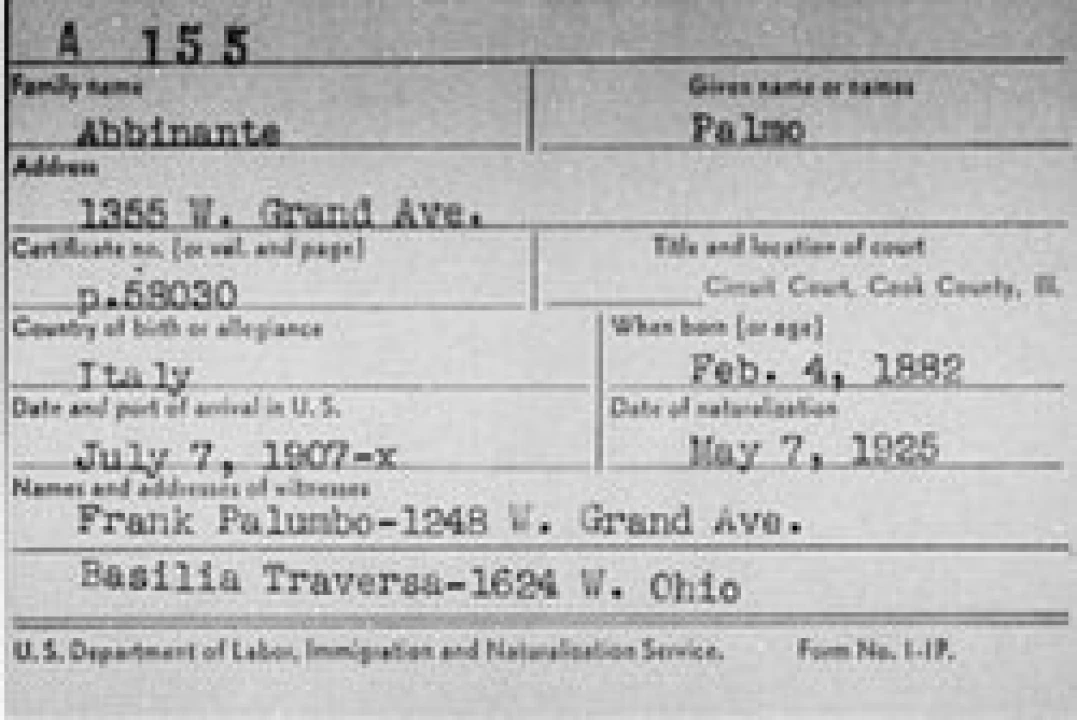 A 155
Family name Given name or names
Abbinante Palmo
Address
1355 W. Grand Ave.
Certificate no. (or vol. and page) Title and location of court
p.58030 Circuit Court, Cook County, Ill.
Country of birth or allegiance When born (or age)
Italy Feb. 4, 1882
Date and port of arrival in U. S. Date of naturalization
July 7, 1907-x May 7, 1925
Names and addresses of witnesses
Frank Palumbo-1248 W. Grand Ave.
Basilia Traversa-1624 W. Ohio
U. S. Department of Labor, Immigration and Naturalization Service. Form No. 1-IP.